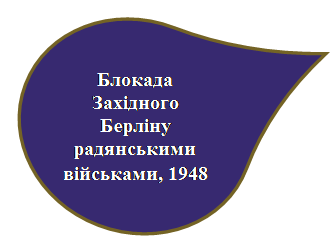 Блокада
Західного
Берліну
радянськими
військами, 1948